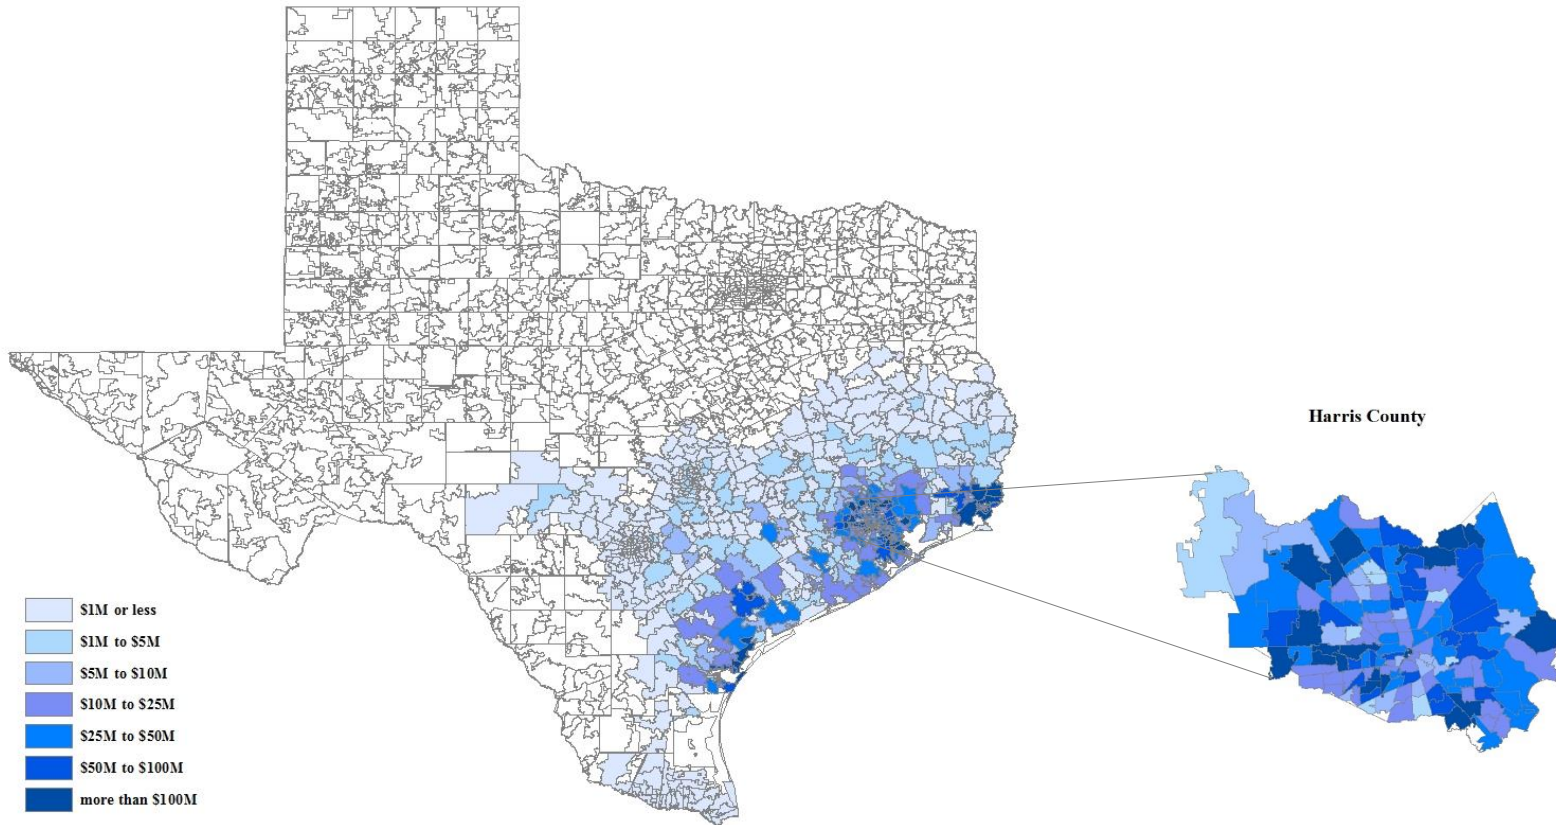 Harris County
$1M or less
$1M to $5M
$5M to $10M
$10M to $25M
$25M to $50M
$50M to $100M
more than $100M